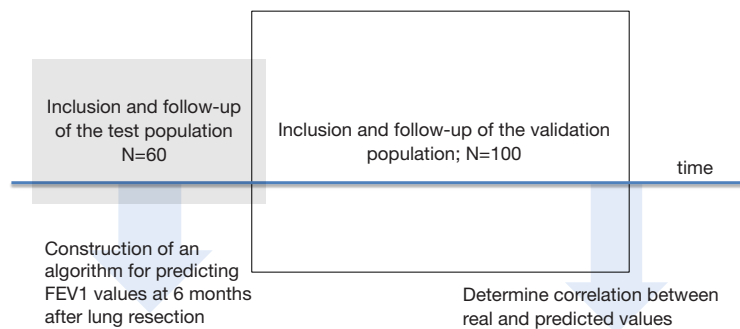 Inclusion and follow-up
of the test population
N=60
Inclusion and follow-up of the validation
population; N=100
time
Construction of an
algorithm for predicting
FEV1 values at 6 months
after lung resection
Determine correlation between
real and predicted values